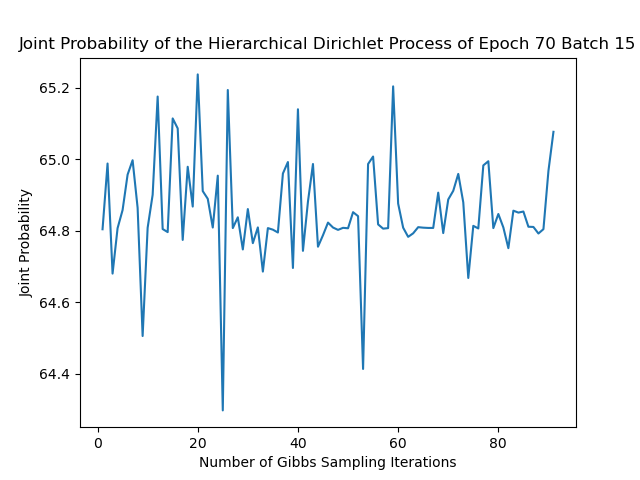 Joint Probability of the Hierarchical Dirichlet Process of Epoch 70 Batch 15
65.2
65.0
64.8
64.6
64.4
Joint Probability
0 20 40 60 80
Number of Gibbs Sampling Iterations